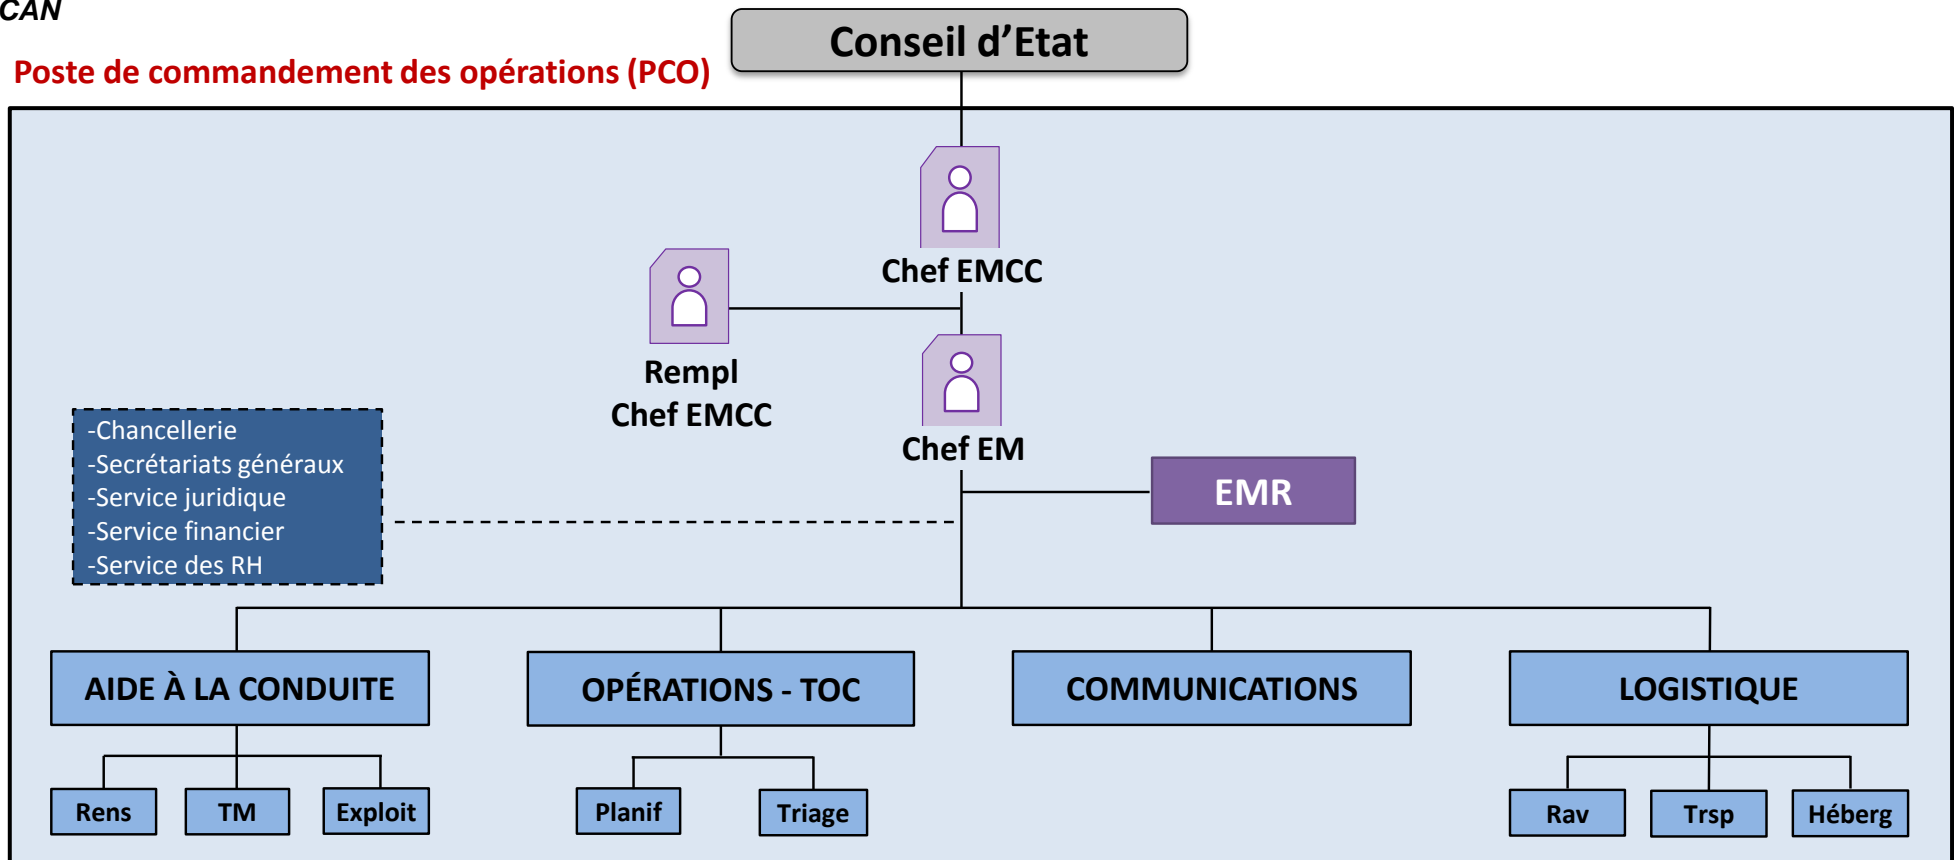 CAN
Conseil d'Etat
Poste de commandement des opérations (PCO)
Chef EMCC
Rempl
Chef EMCC
Chef EM
-Chancellerie
-Secrétariats généraux
-Service juridique
-Service financier
-Service des RH
EMR
AIDE À LA CONDUITE
OPÉRATIONS - TOC
COMMUNICATIONS
LOGISTIQUE
Rens
TM
Exploit
Planif
Triage
Rav
Trsp
Héberg